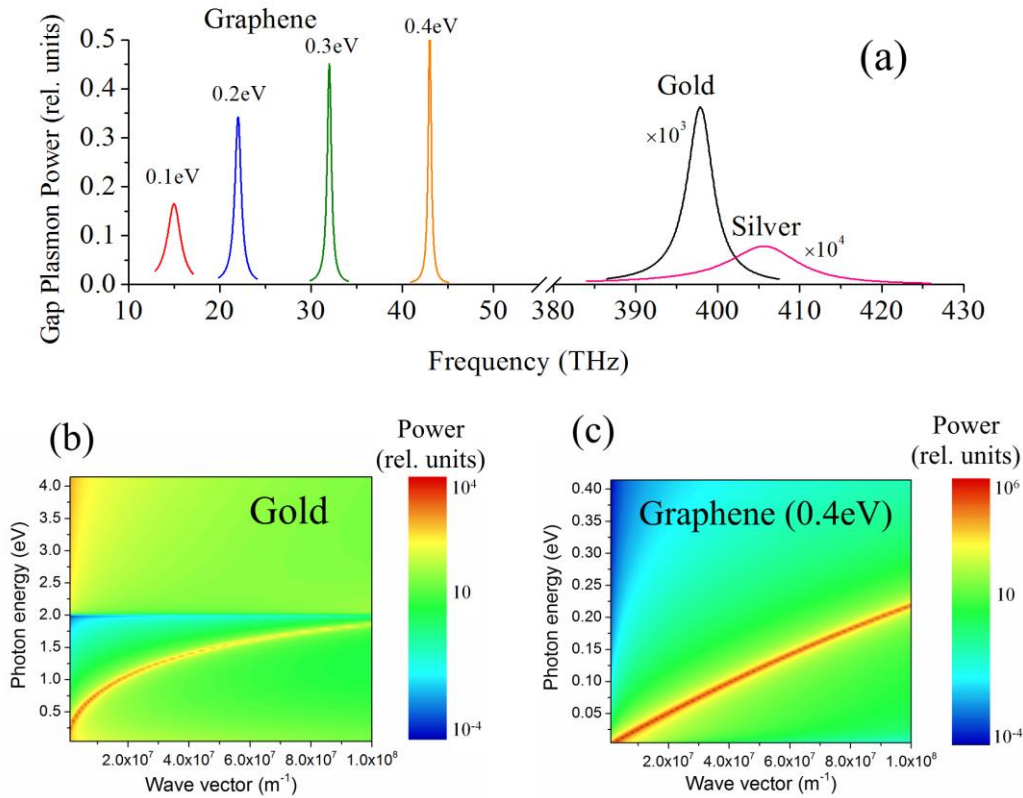 Graphene
(a)
Gap Plasmon Power (rel. units)
0.5
0.4
0.3
0.2
0.1
0.0
0.1eV
0.2eV
0.3eV
0.4eV
Gold
×10³
Silver
×10⁴
10 20 30 40 50 380 390 400 410 420 430
Frequency (THz)
(b)
Power
(rel. units)
Gold
Photon energy (eV)
4.0
3.5
3.0
2.5
2.0
1.5
1.0
0.5
2.0x10⁷ 4.0x10⁷ 6.0x10⁷ 8.0x10⁷ 1.0x10⁸
Wave vector (m⁻¹)
10⁴
10
10⁻⁴
(c)
Power
(rel. units)
Graphene (0.4eV)
Photon energy (eV)
0.40
0.35
0.30
0.25
0.20
0.15
0.10
0.05
2.0x10⁷ 4.0x10⁷ 6.0x10⁷ 8.0x10⁷ 1.0x10⁸
Wave vector (m⁻¹)
10⁶
10
10⁻⁴